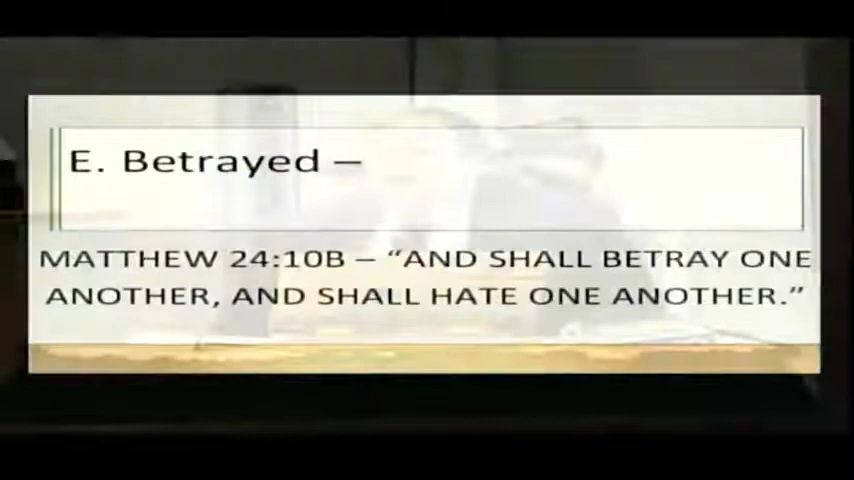 E. Betrayed –
MATTHEW 24:10B – “AND SHALL BETRAY ONE
ANOTHER, AND SHALL HATE ONE ANOTHER.”